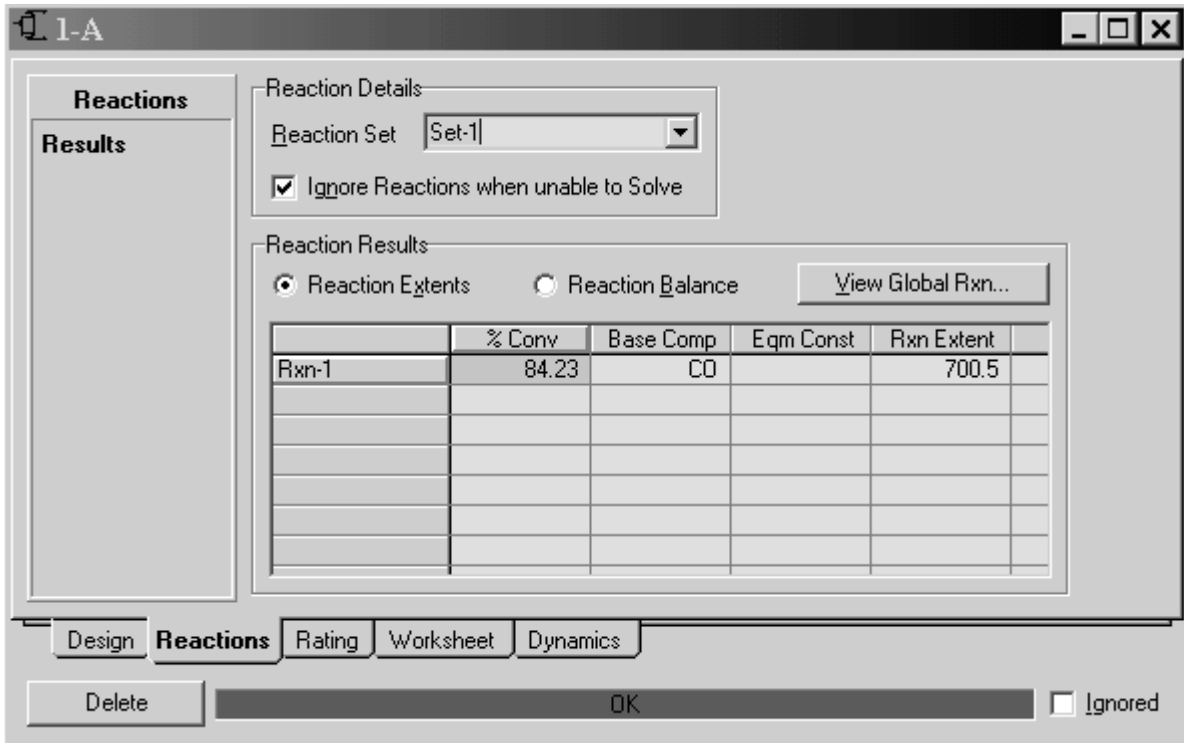 1-A
Reactions
Results
Reaction Details
Reaction Set Set-1
Ignore Reactions when unable to Solve
Reaction Results
Reaction Extents Reaction Balance View Global Rxn...
% Conv Base Comp Eqm Const Rxn Extent
Rxn-1 84.23 CO 700.5
Design Reactions Rating Worksheet Dynamics
Delete OK Ignored